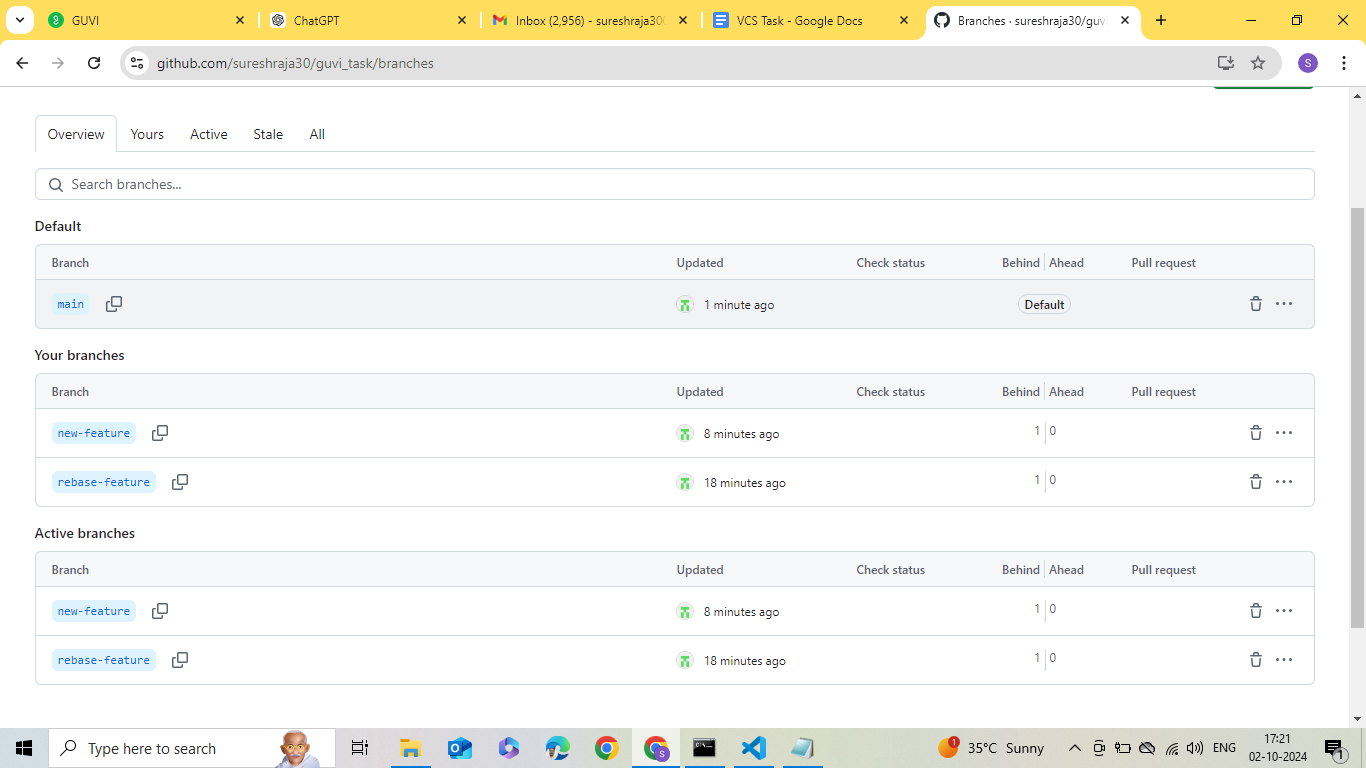 GUVI
ChatGPT
Inbox (2,956) - sureshraja300
VCS Task - Google Docs
Branches · sureshraja30/guvi
github.com/sureshraja30/guvi_task/branches
S
Overview Yours Active Stale All
Search branches...
Default
Branch Updated Check status Behind Ahead Pull request
main 1 minute ago Default
Your branches
Branch Updated Check status Behind Ahead Pull request
new-feature 8 minutes ago 1 0
rebase-feature 18 minutes ago 1 0
Active branches
Branch Updated Check status Behind Ahead Pull request
new-feature 8 minutes ago 1 0
rebase-feature 18 minutes ago 1 0
Type here to search
1 35°C Sunny
ENG
17:21
02-10-2024
1